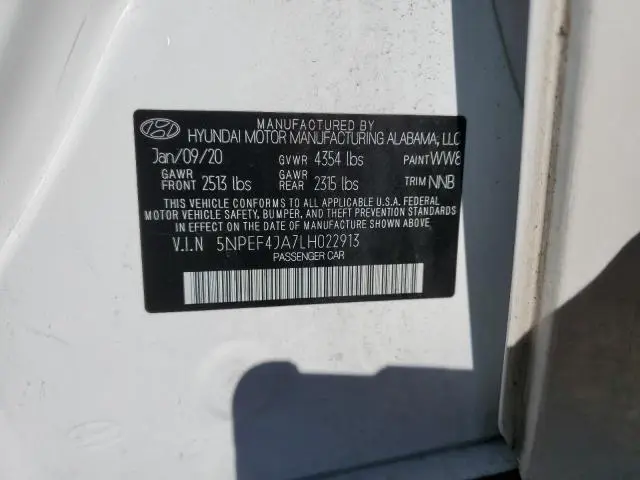 MANUFACTURED BY
HYUNDAI MOTOR MANUFACTURING ALABAMA, LLC
Jan/09/20 GVWR 4354 lbs PAINT WW8
GAWR FRONT 2513 lbs GAWR REAR 2315 lbs TRIM NNB
THIS VEHICLE CONFORMS TO ALL APPLICABLE U.S.A. FEDERAL
MOTOR VEHICLE SAFETY, BUMPER, AND THEFT PREVENTION STANDARDS
IN EFFECT ON THE DATE OF MANUFACTURE SHOWN ABOVE.
V.I.N 5NPEF4JA7LH022913
PASSENGER CAR